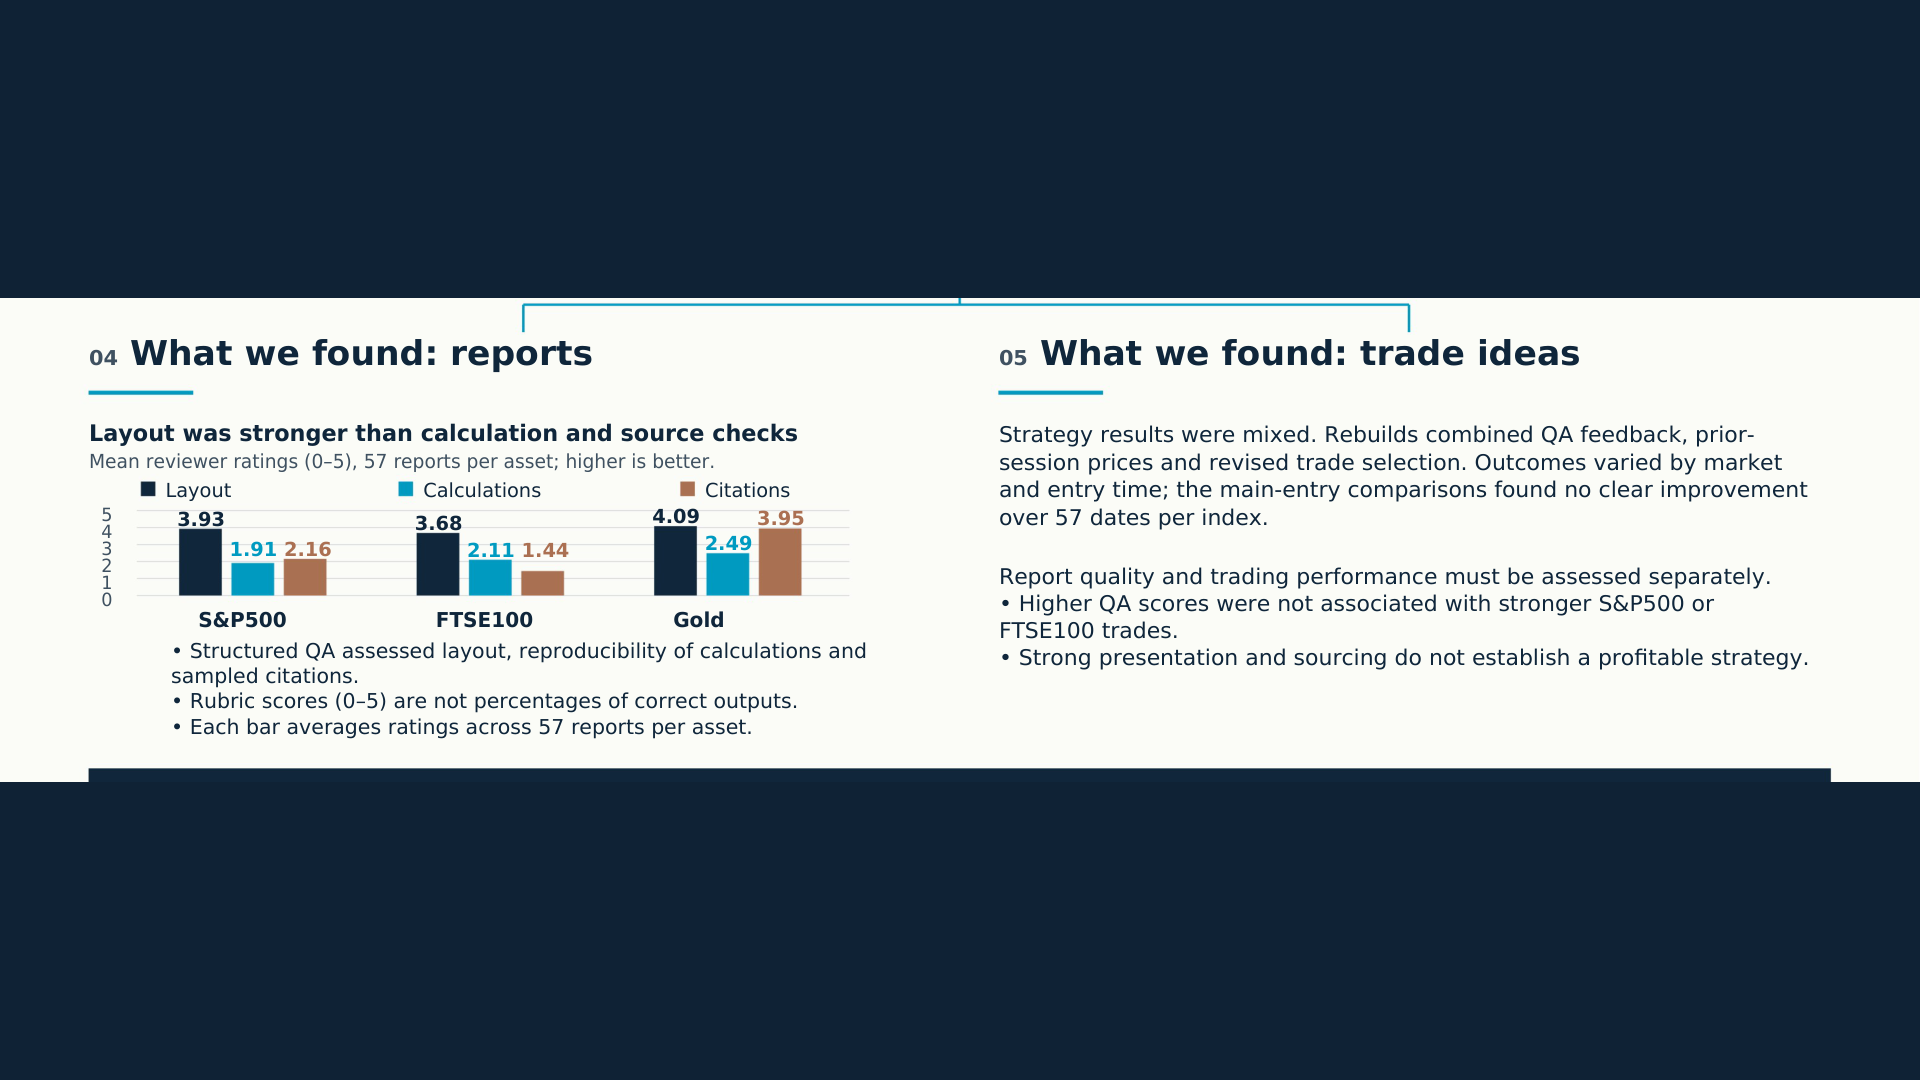 04 What we found: reports
Layout was stronger than calculation and source checks
Mean reviewer ratings (0–5), 57 reports per asset; higher is better.
Layout Calculations Citations
5
4
3
2
1
0
3.93 1.91 2.16
3.68 2.11 1.44
4.09 2.49 3.95
S&P500 FTSE100 Gold
• Structured QA assessed layout, reproducibility of calculations and
sampled citations.
• Rubric scores (0–5) are not percentages of correct outputs.
• Each bar averages ratings across 57 reports per asset.
05 What we found: trade ideas
Strategy results were mixed. Rebuilds combined QA feedback, prior-
session prices and revised trade selection. Outcomes varied by market
and entry time; the main-entry comparisons found no clear improvement
over 57 dates per index.
Report quality and trading performance must be assessed separately.
• Higher QA scores were not associated with stronger S&P500 or
FTSE100 trades.
• Strong presentation and sourcing do not establish a profitable strategy.